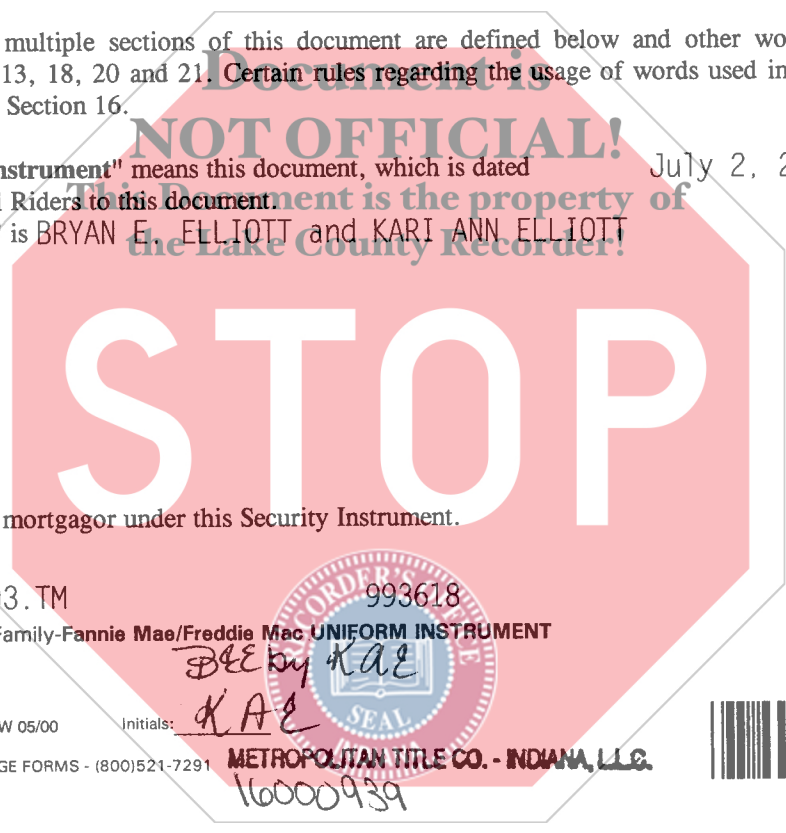 multiple sections of this document are defined below and other wo
13, 18, 20 and 21. Certain rules regarding the usage of words used in
Section 16.
Document is
NOT OFFICIAL!
nstrument" means this document, which is dated July 2, 2
l Riders to this document.
This Document is the property of
is BRYAN E. ELLIOTT and KARI ANN ELLIOTT
the Lake County Recorder!
STOP
mortgagor under this Security Instrument.
3.TM 993618
Family-Fannie Mae/Freddie Mac UNIFORM INSTRUMENT
BEE by KAE
W 05/00 Initials: KAE
SEAL
GE FORMS - (800)521-7291 METROPOLITAN TITLE CO. - INDIANA, L.L.C.
16000939